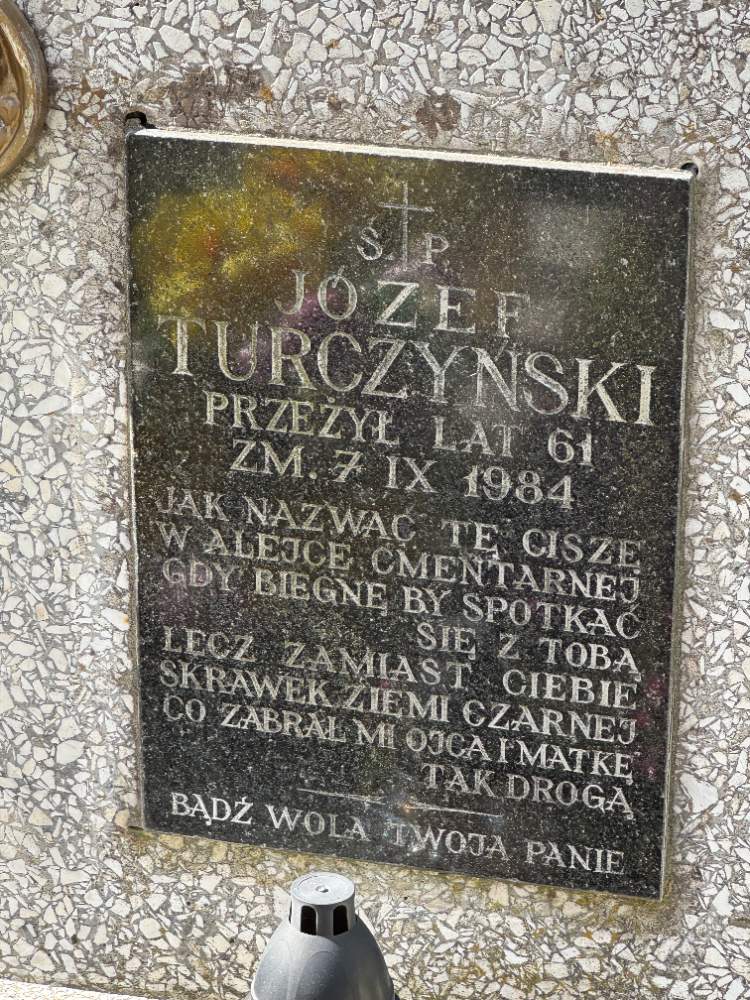 Ś P
JÓZEF
TURCZYŃSKI
PRZEŻYŁ LAT 61
ZM. 7 IX 1984
JAK NAZWAĆ TĘ CISZE
W ALEJCE CMENTARNEJ
GDY BIEGNĘ BY SPOTKAĆ
SIĘ Z TOBĄ
LECZ ZAMIAST CIEBIE
SKRAWEK ZIEMI CZARNEJ
CO ZABRAŁ MI OJCA I MATKĘ
TAK DROGĄ
BĄDŹ WOLA TWOJA PANIE